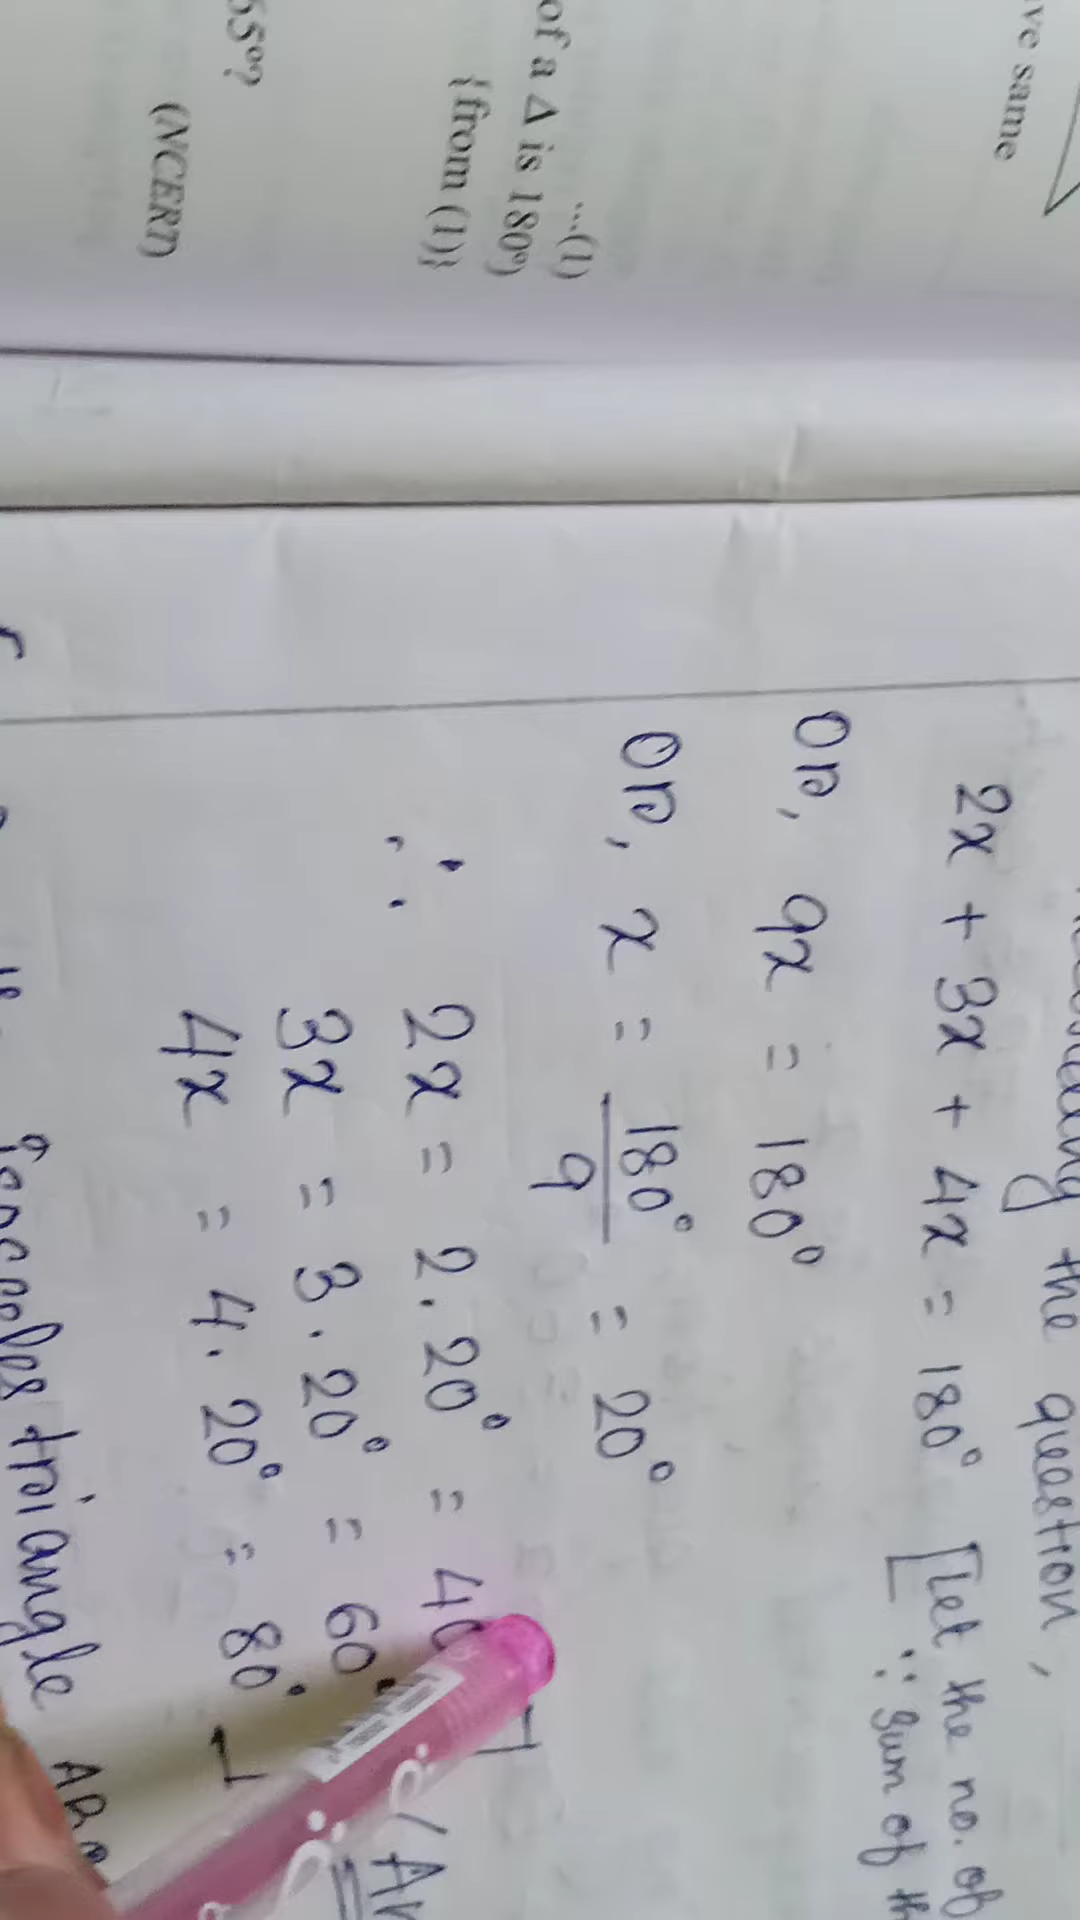 ve same
...(1)
of a Δ is 180°)
{from (1)}
55°?
(NCERT)
the question,
2x + 3x + 4x = 180° [Let the no. of
∵ Sum of th
or, 9x = 180°
or, x = 180°/9 = 20°
∴ 2x = 2.20° = 40
3x = 3.20° = 60°
4x = 4.20° = 80°
triangle